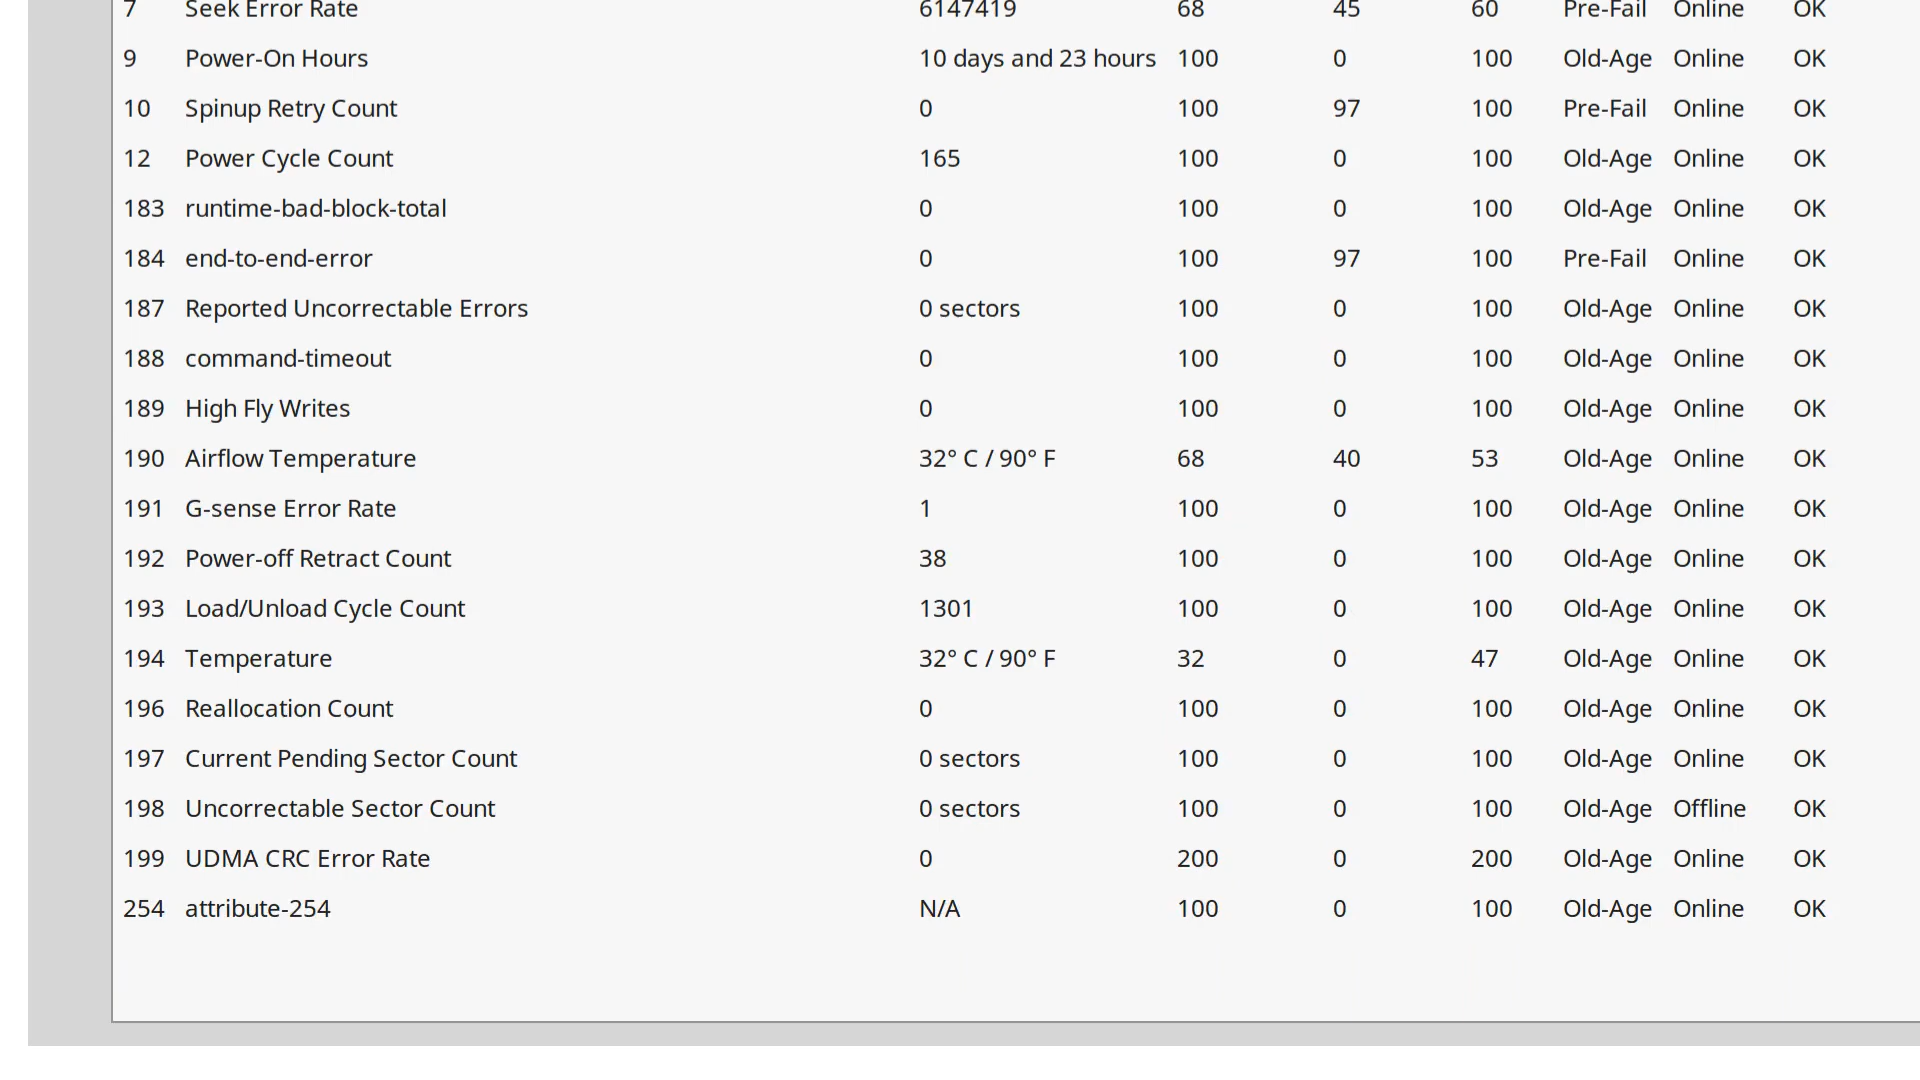 7 Seek Error Rate 6147419 68 45 60 Pre-Fail Online OK
9 Power-On Hours 10 days and 23 hours 100 0 100 Old-Age Online OK
10 Spinup Retry Count 0 100 97 100 Pre-Fail Online OK
12 Power Cycle Count 165 100 0 100 Old-Age Online OK
183 runtime-bad-block-total 0 100 0 100 Old-Age Online OK
184 end-to-end-error 0 100 97 100 Pre-Fail Online OK
187 Reported Uncorrectable Errors 0 sectors 100 0 100 Old-Age Online OK
188 command-timeout 0 100 0 100 Old-Age Online OK
189 High Fly Writes 0 100 0 100 Old-Age Online OK
190 Airflow Temperature 32° C / 90° F 68 40 53 Old-Age Online OK
191 G-sense Error Rate 1 100 0 100 Old-Age Online OK
192 Power-off Retract Count 38 100 0 100 Old-Age Online OK
193 Load/Unload Cycle Count 1301 100 0 100 Old-Age Online OK
194 Temperature 32° C / 90° F 32 0 47 Old-Age Online OK
196 Reallocation Count 0 100 0 100 Old-Age Online OK
197 Current Pending Sector Count 0 sectors 100 0 100 Old-Age Online OK
198 Uncorrectable Sector Count 0 sectors 100 0 100 Old-Age Offline OK
199 UDMA CRC Error Rate 0 200 0 200 Old-Age Online OK
254 attribute-254 N/A 100 0 100 Old-Age Online OK